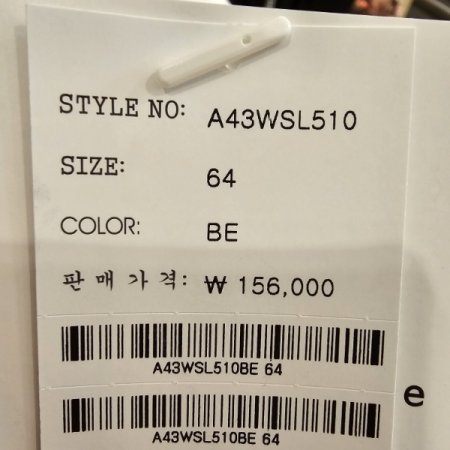 STYLE NO: A43WSL510
SIZE: 64
COLOR: BE
판매가격: ₩ 156,000
A43WSL510BE 64
e
A43WSL510BE 64